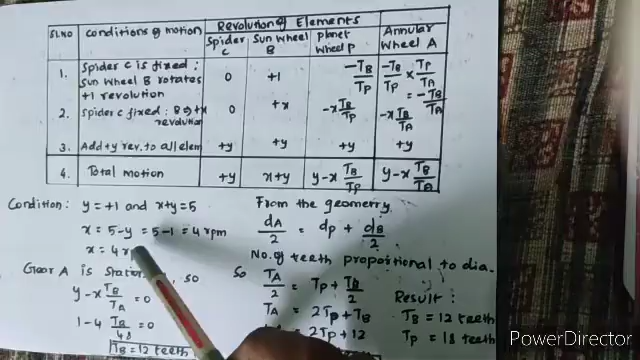 Revolution of Elements
SI.NO Conditions of motion Spider C Sun Wheel B Planet Wheel P Annular Wheel A
1. Spider C is fixed; Sun Wheel B rotates +1 revolution 0 +1 -TB/TP -TB/TP × TP/TA = -TB/TA
2. Spider C fixed; B → +x revolution 0 +x -x TB/TP -x TB/TA
3. Add +y rev. to all elem +y +y +y +y
4. Total motion +y x+y y-x TB/TP y-x TB/TA
Condition: y = +1 and x+y = 5
x = 5-y = 5-1 = 4 rpm
x = 4 r
Gear A is Stati , so
y-x TB/TA = 0
1-4 TB/48 = 0
TB = 12 teeth
From the geometry
dA/2 = dp + dB/2
No. of teeth proportional to dia.
So TA/2 = TP + TB/2
TA = 2TP + TB
= 2TP + 12
Result:
TB = 12 teeth
TP = 18 teeth
PowerDirector